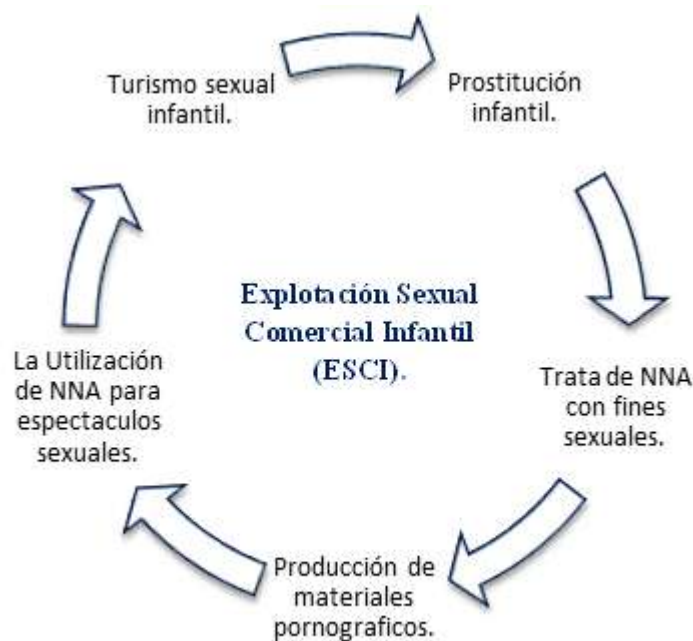 Turismo sexual
infantil.
Prostitución
infantil.
Explotación Sexual
Comercial Infantil
(ESCI).
La Utilización
de NNA para
espectaculos
sexuales.
Trata de NNA
con fines
sexuales.
Producción de
materiales
pornograficos.